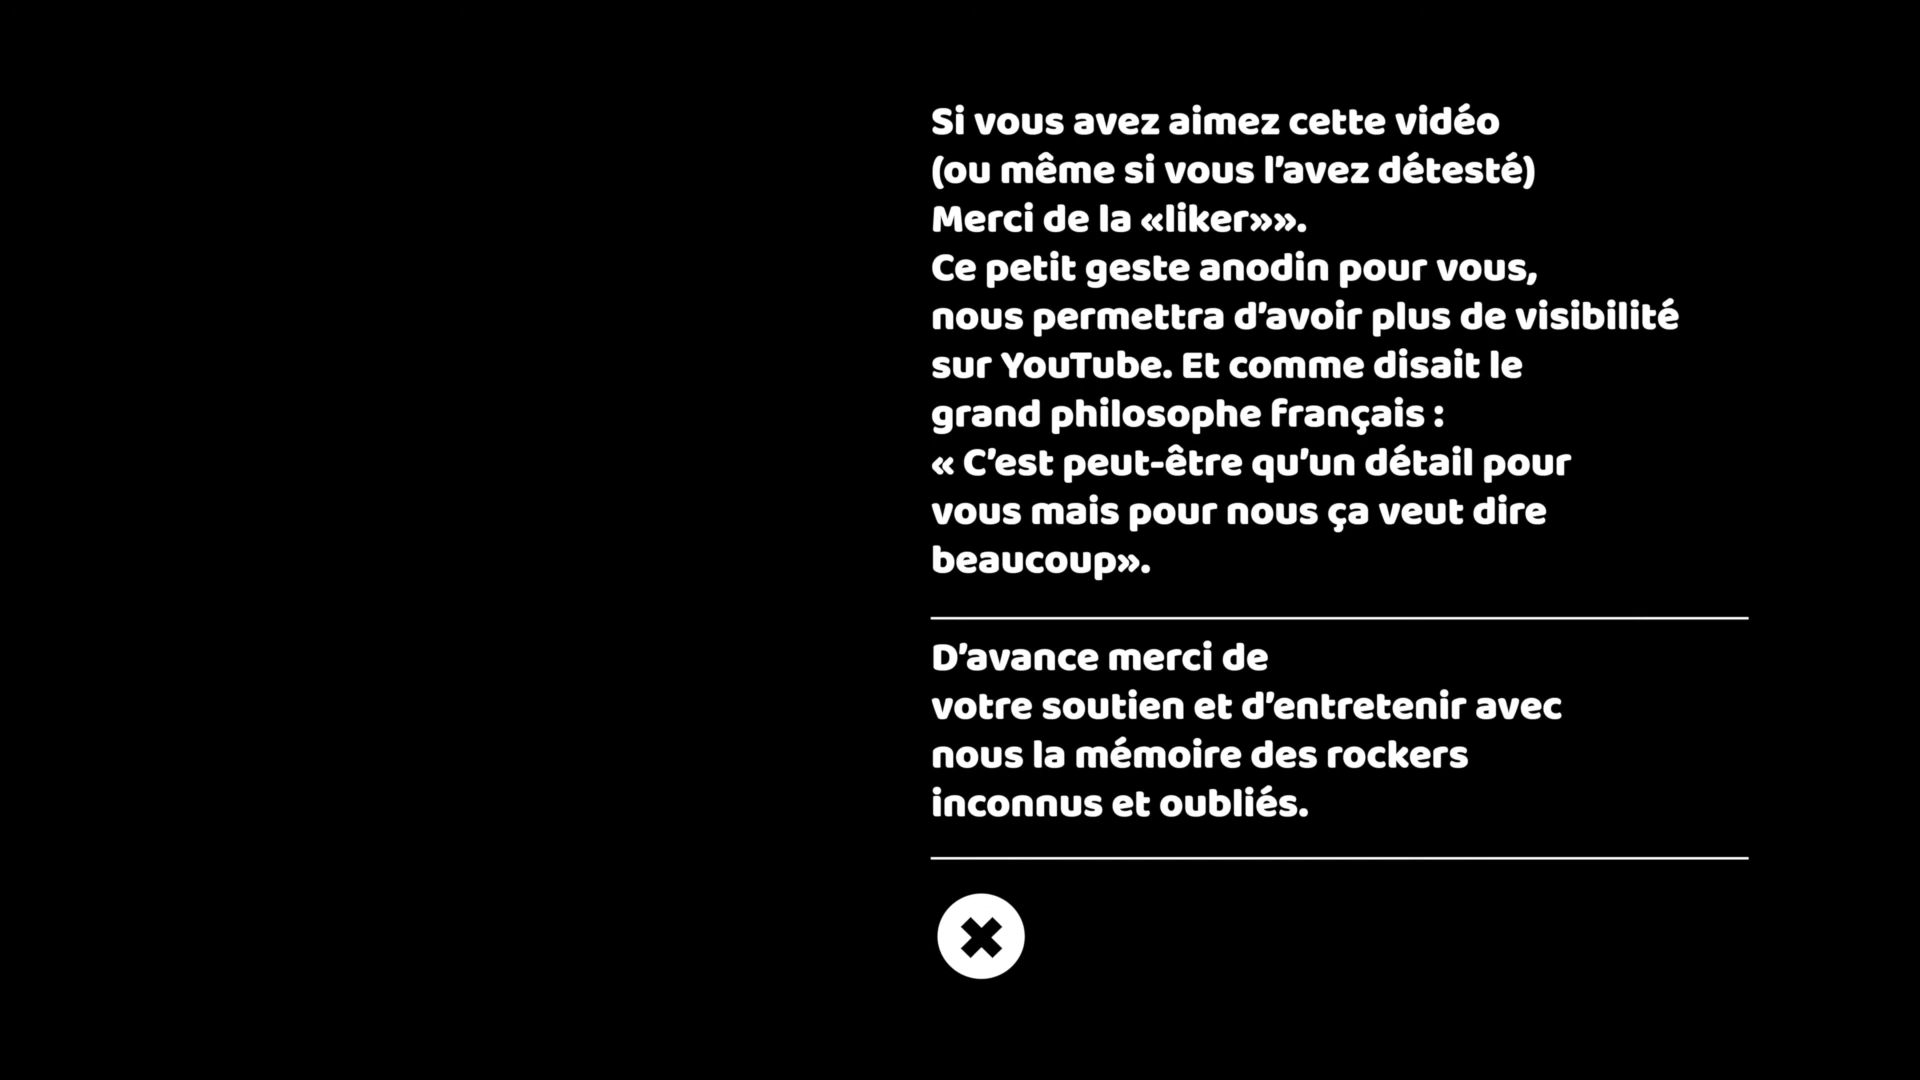 Si vous avez aimez cette vidéo
(ou même si vous l’avez détesté)
Merci de la «liker»».
Ce petit geste anodin pour vous,
nous permettra d’avoir plus de visibilité
sur YouTube. Et comme disait le
grand philosophe français :
« C’est peut-être qu’un détail pour
vous mais pour nous ça veut dire
beaucoup».
D’avance merci de
votre soutien et d’entretenir avec
nous la mémoire des rockers
inconnus et oubliés.